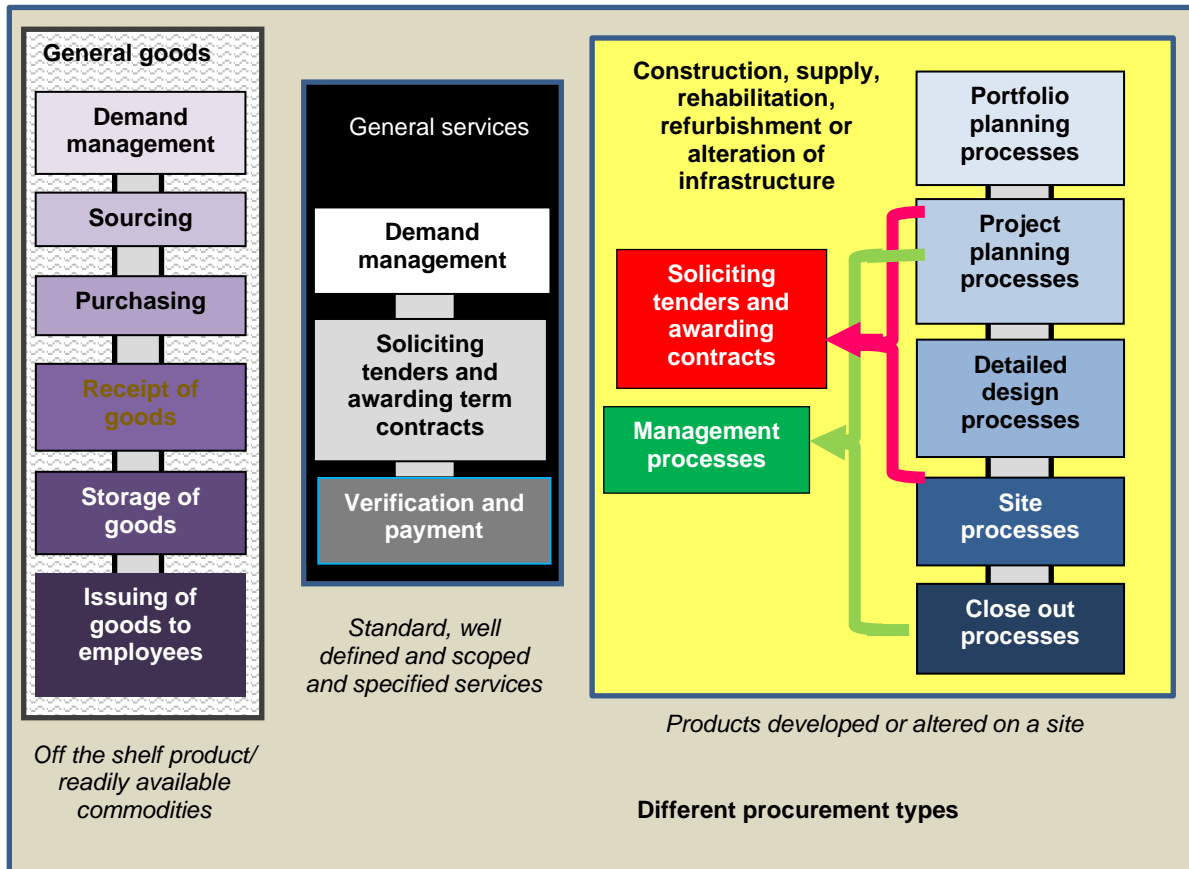 General goods
Demand
management
Sourcing
Purchasing
Receipt of
goods
Storage of
goods
Issuing of
goods to
employees
Off the shelf product/
readily available
commodities
General services
Demand
management
Soliciting
tenders and
awarding term
contracts
Verification and
payment
Standard, well
defined and scoped
and specified services
Construction, supply,
rehabilitation,
refurbishment or
alteration of
infrastructure
Soliciting
tenders and
awarding
contracts
Management
processes
Portfolio
planning
processes
Project
planning
processes
Detailed
design
processes
Site
processes
Close out
processes
Products developed or altered on a site
Different procurement types